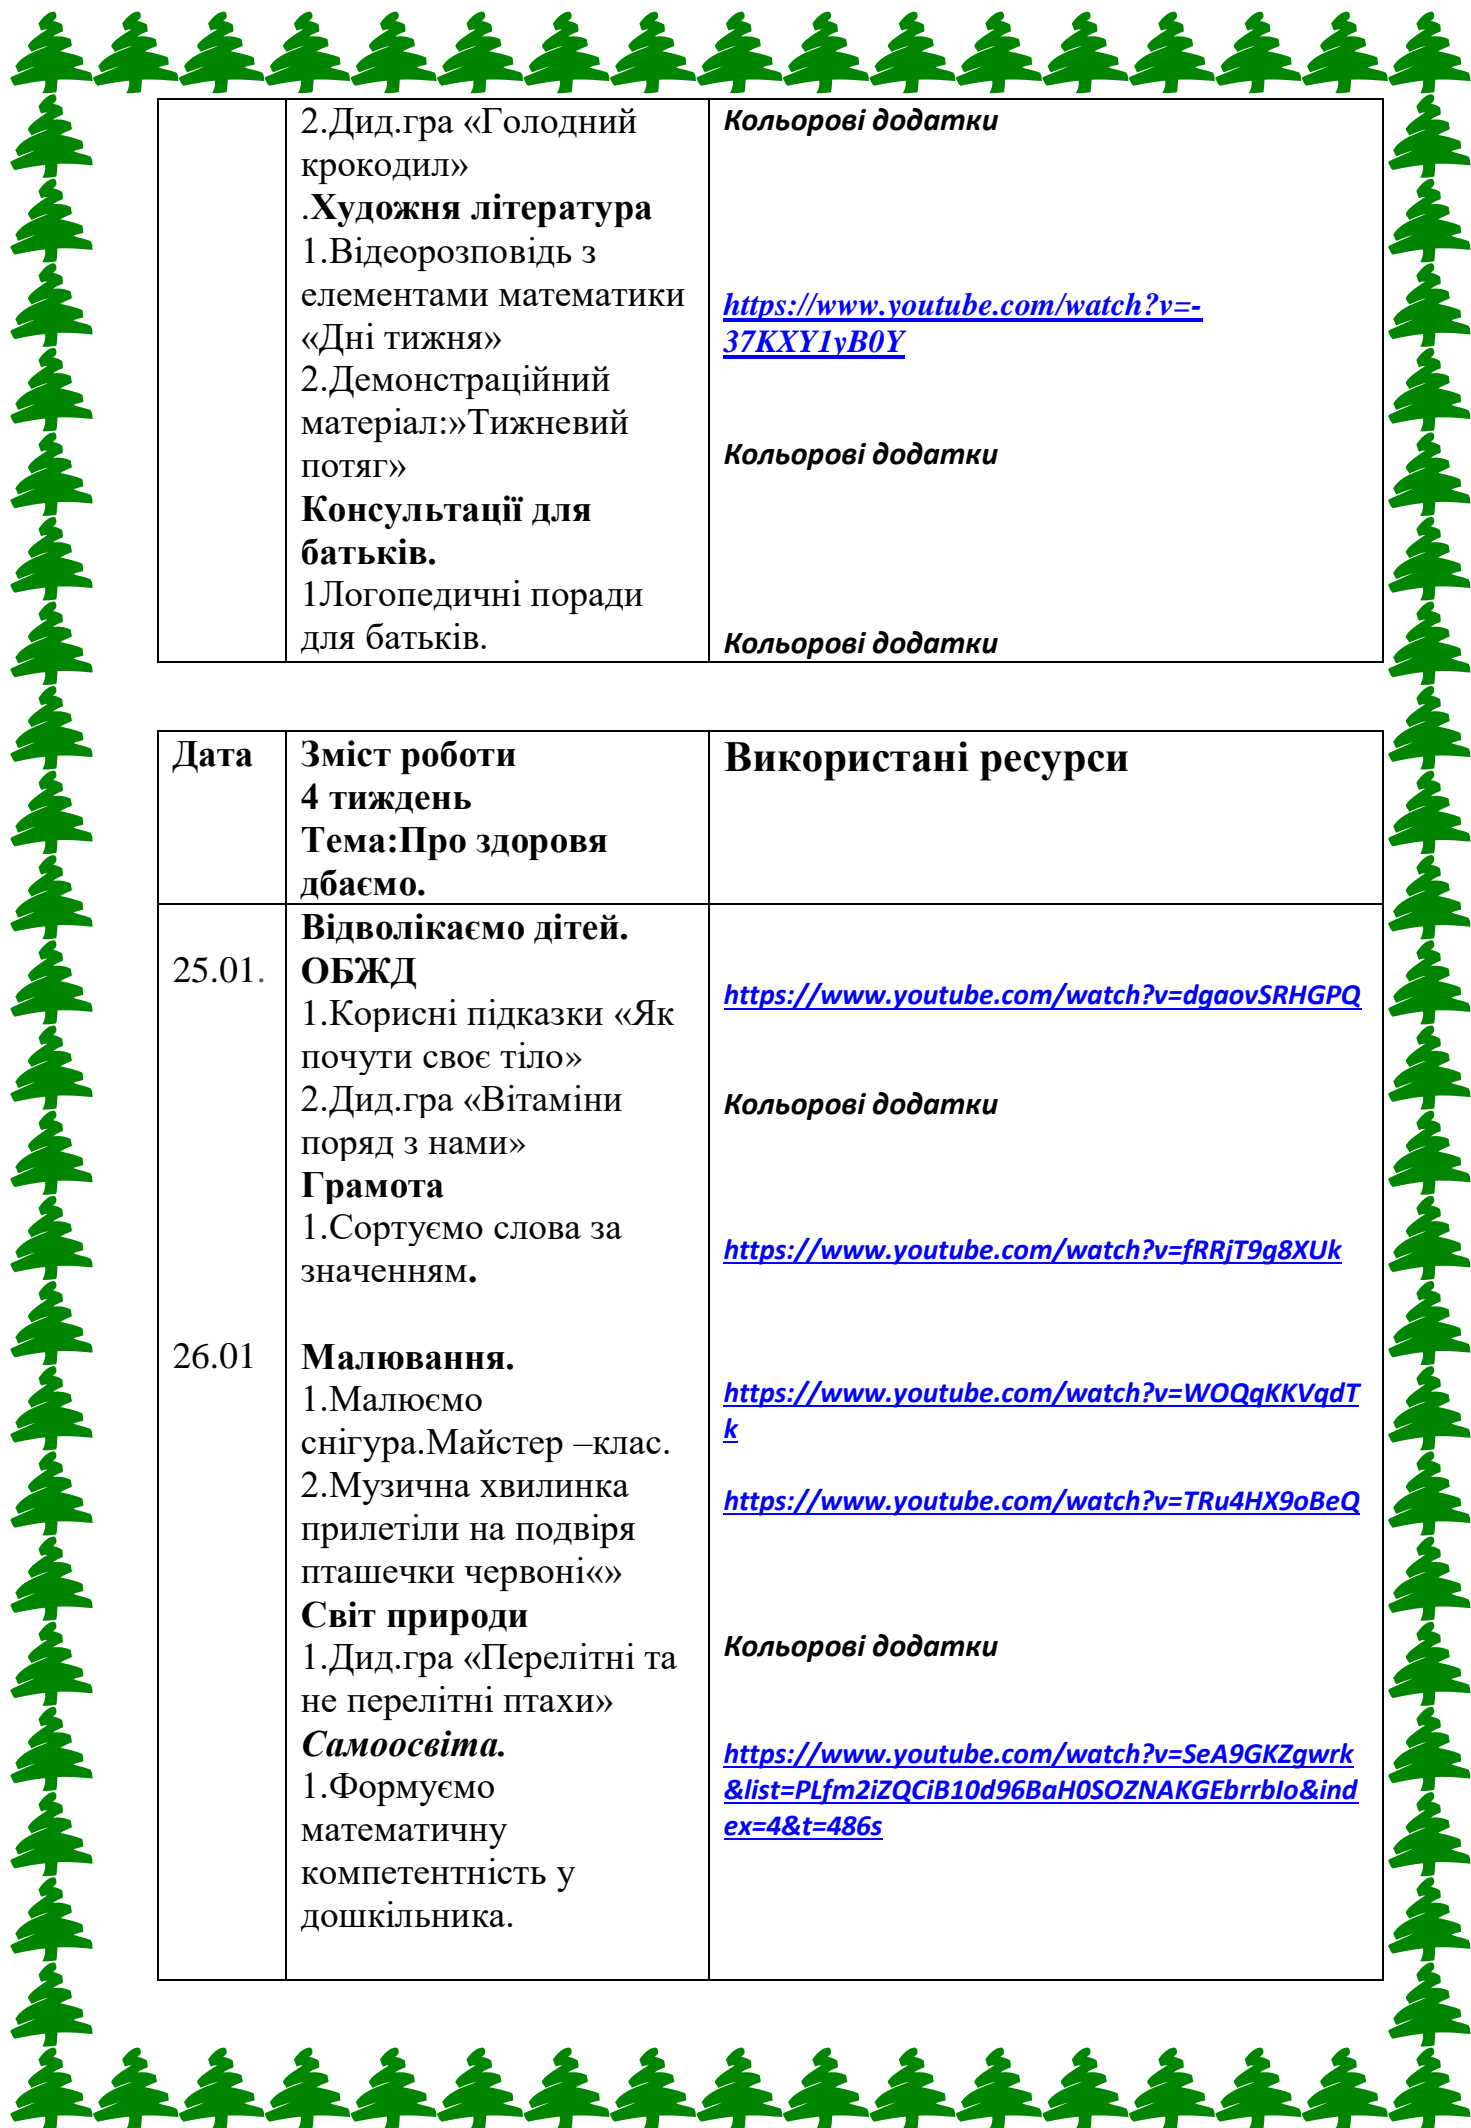 2.Дид.гра «Голодний
крокодил»
.Художня література
1.Відеорозповідь з
елементами математики
«Дні тижня»
2.Демонстраційний
матеріал:»Тижневий
потяг»
Консультації для
батьків.
1Логопедичні поради
для батьків.
Кольорові додатки
https://www.youtube.com/watch?v=-
37KXY1yB0Y
Кольорові додатки
Кольорові додатки
Дата
Зміст роботи
4 тиждень
Тема:Про здоровя
дбаємо.
Використані ресурси
25.01.
Відволікаємо дітей.
ОБЖД
1.Корисні підказки «Як
почути своє тіло»
2.Дид.гра «Вітаміни
поряд з нами»
Грамота
1.Сортуємо слова за
значенням.
https://www.youtube.com/watch?v=dgaovSRHGPQ
Кольорові додатки
https://www.youtube.com/watch?v=fRRjT9g8XUk
26.01
Малювання.
1.Малюємо
снігура.Майстер –клас.
2.Музична хвилинка
прилетіли на подвіря
пташечки червоні«»
Світ природи
1.Дид.гра «Перелітні та
не перелітні птахи»
Самоосвіта.
1.Формуємо
математичну
компетентність у
дошкільника.
https://www.youtube.com/watch?v=WOQqKKVqdT
k
https://www.youtube.com/watch?v=TRu4HX9oBeQ
Кольорові додатки
https://www.youtube.com/watch?v=SeA9GKZgwrk
&list=PLfm2iZQCiB10d96BaH0SOZNAKGEbrrbIo&ind
ex=4&t=486s